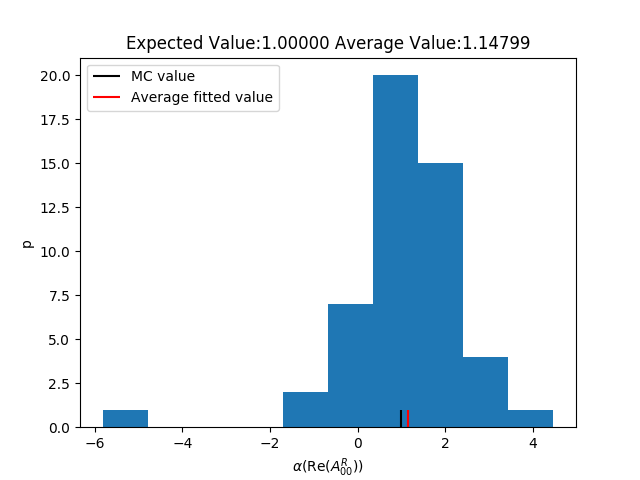 Expected Value:1.00000 Average Value:1.14799
MC value
Average fitted value
20.0
17.5
15.0
12.5
10.0
7.5
5.0
2.5
0.0
p
−6 −4 −2 0 2 4
α(Re(A_{00}^{R}))